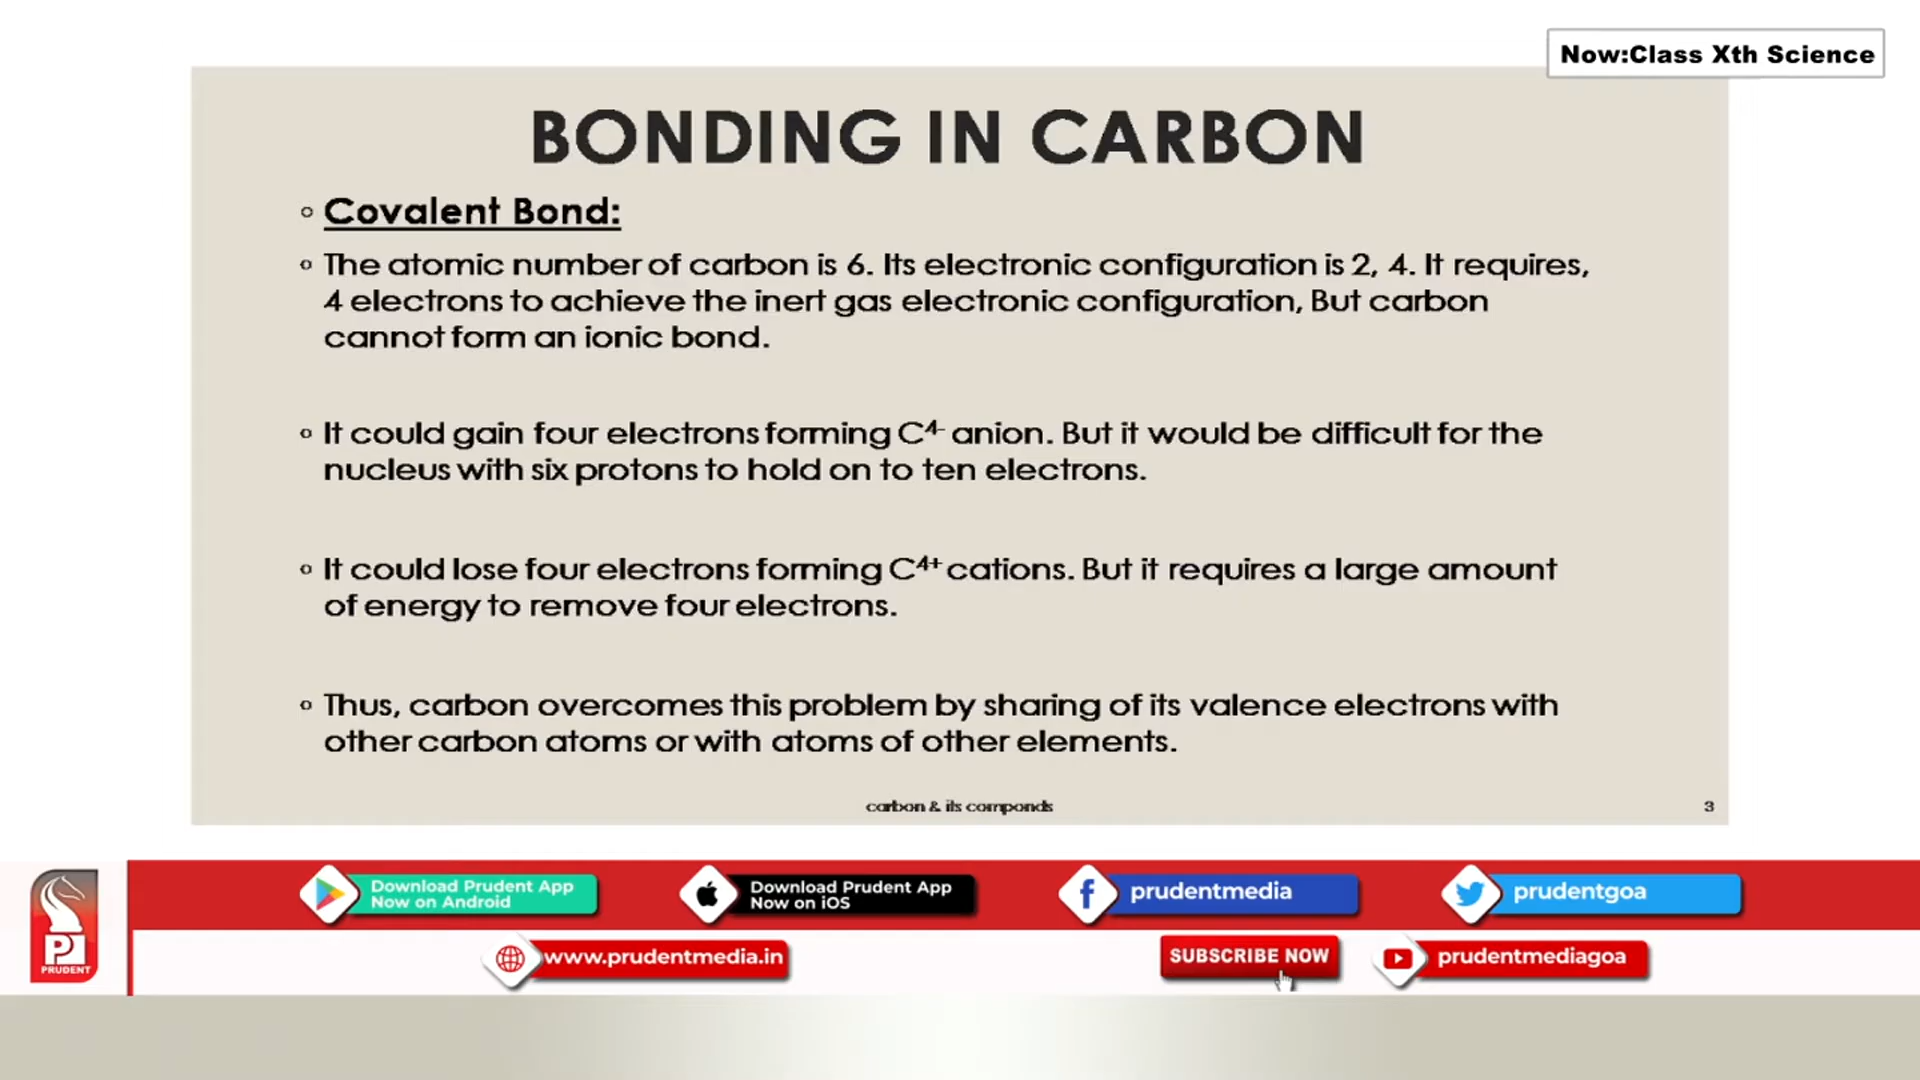 Now:Class Xth Science
BONDING IN CARBON
Covalent Bond:
The atomic number of carbon is 6. Its electronic configuration is 2, 4. It requires,
4 electrons to achieve the inert gas electronic configuration, But carbon
cannot form an ionic bond.
It could gain four electrons forming C⁴⁻ anion. But it would be difficult for the
nucleus with six protons to hold on to ten electrons.
It could lose four electrons forming C⁴⁺ cations. But it requires a large amount
of energy to remove four electrons.
Thus, carbon overcomes this problem by sharing of its valence electrons with
other carbon atoms or with atoms of other elements.
carbon & its componds
3
Download Prudent App
Now on Android
Download Prudent App
Now on iOS
prudentmedia
prudentgoa
PRUDENT
www.prudentmedia.in
SUBSCRIBE NOW
prudentmediagoa